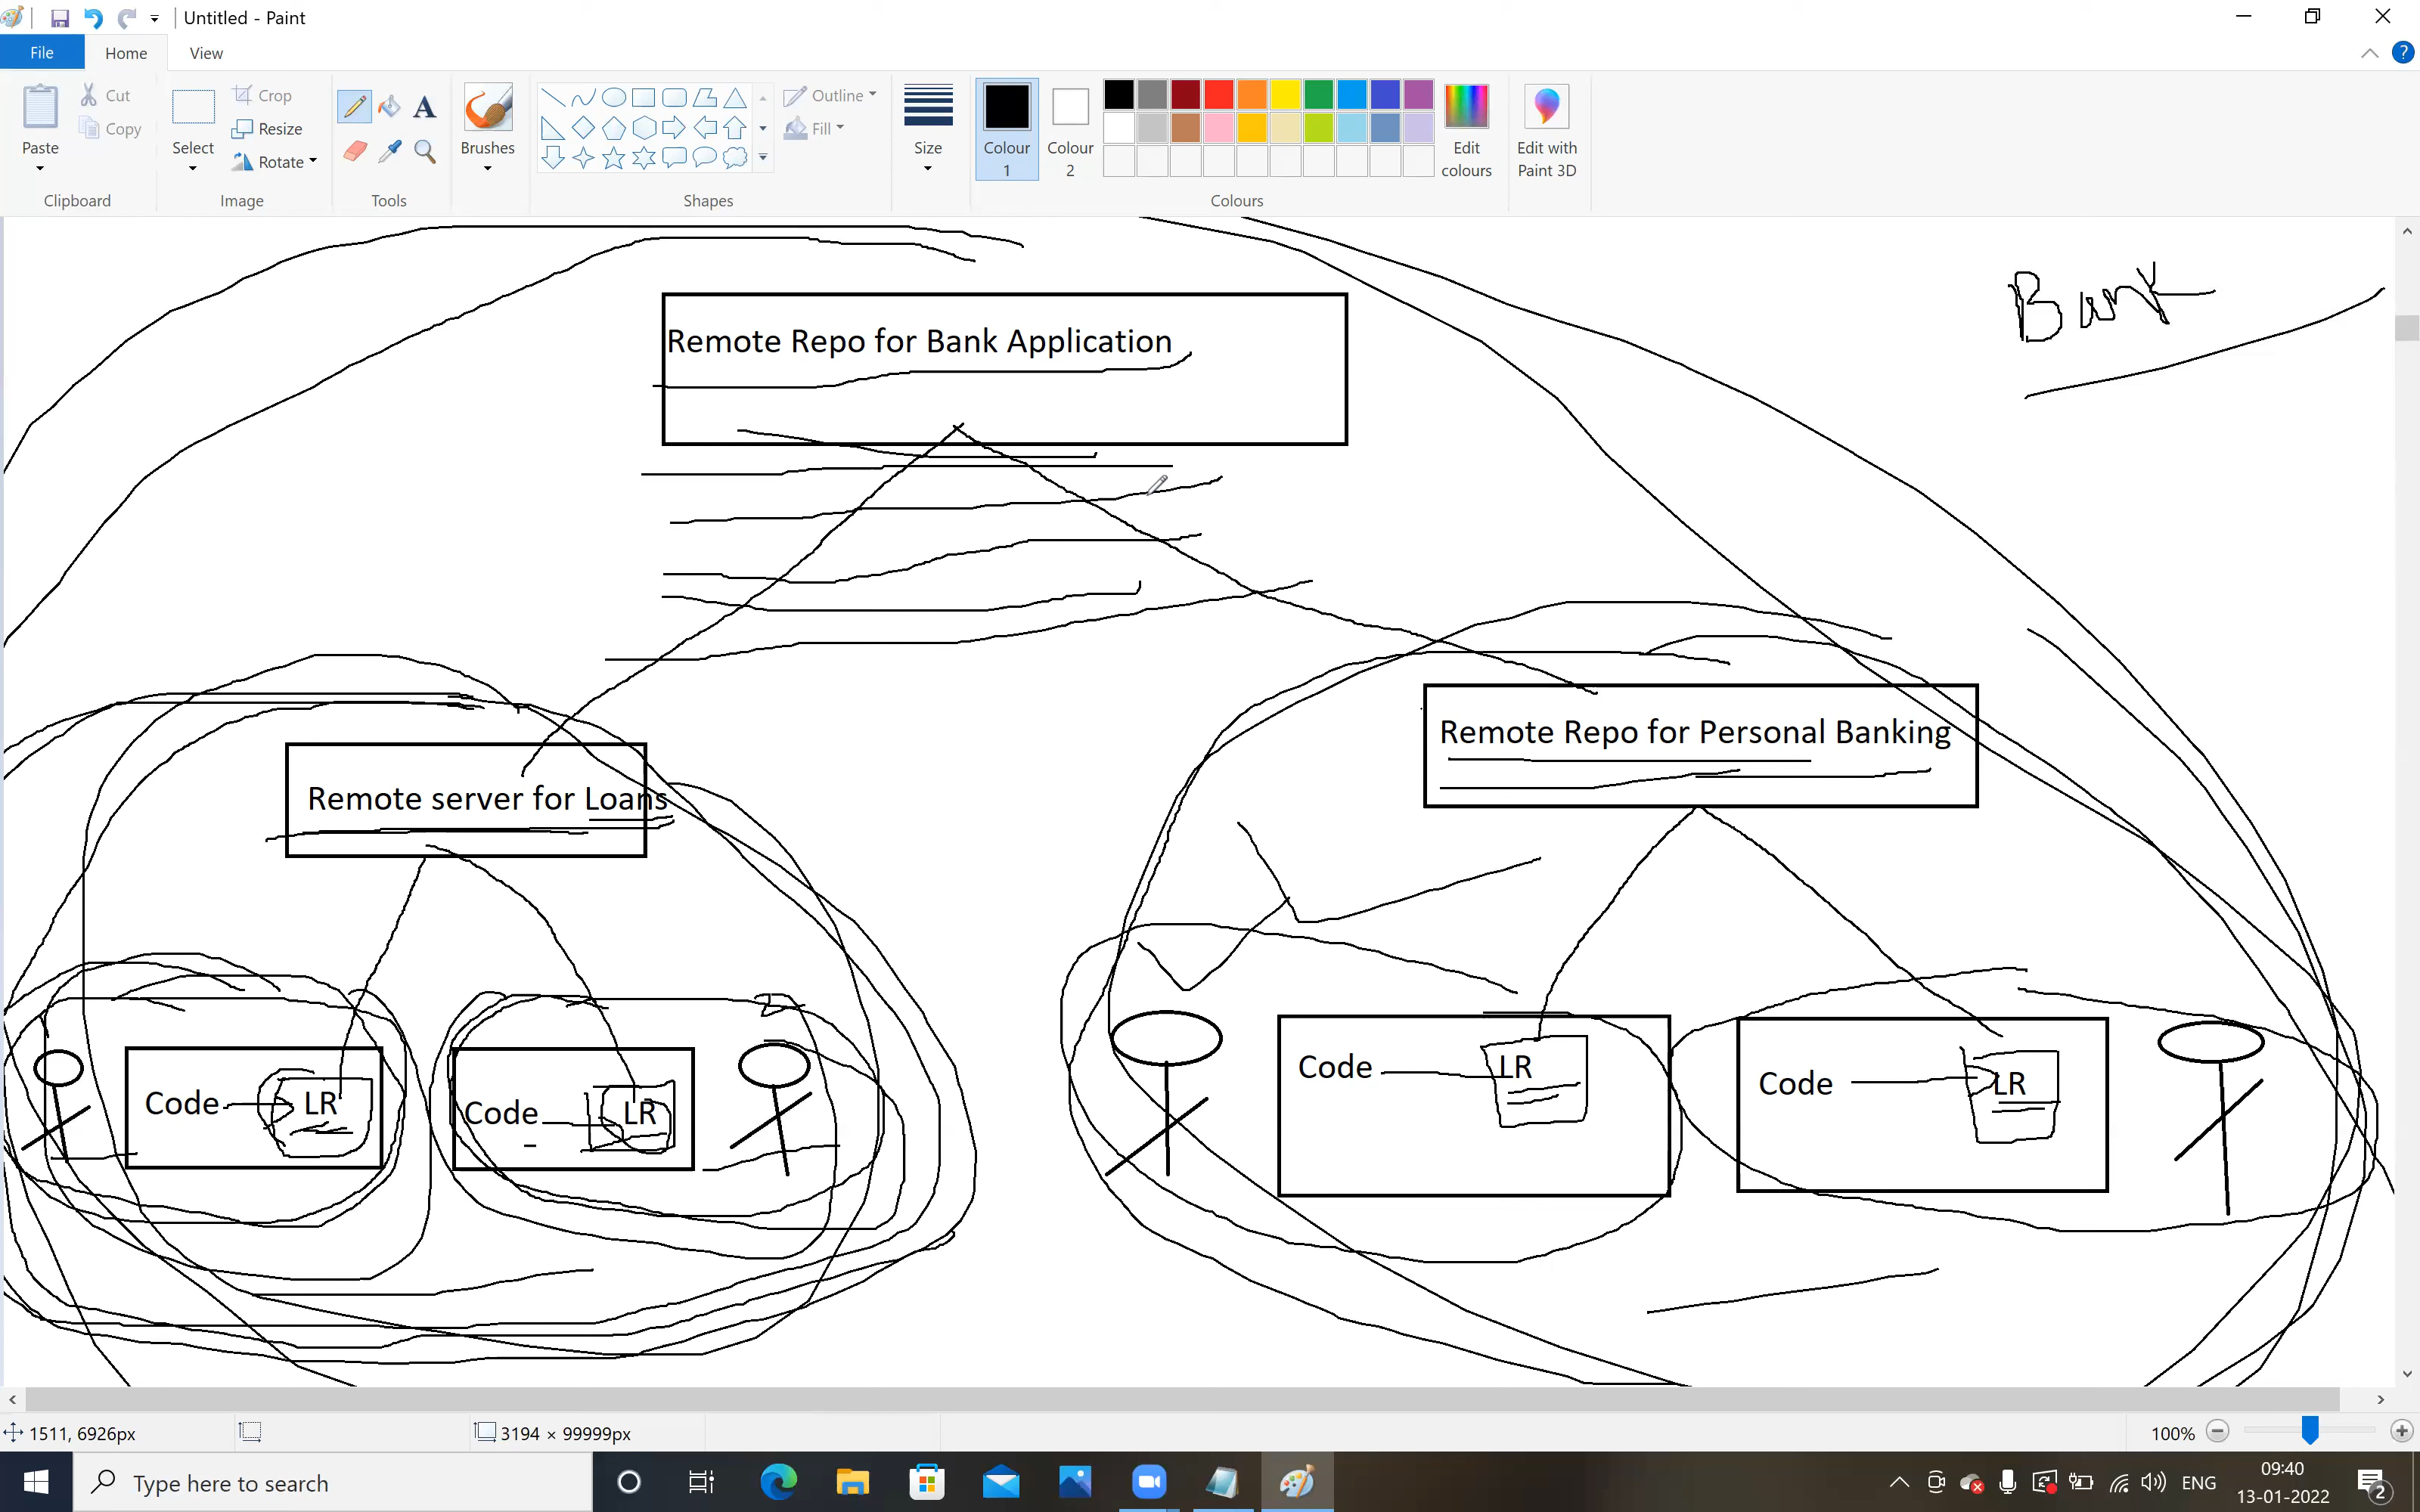 Untitled - Paint
File Home View
Paste
Cut
Copy
Clipboard
Select
Crop
Resize
Rotate
Image
Tools
Brushes
Shapes
Outline
Fill
Size
Colour 1
Colour 2
Colours
Edit colours
Edit with Paint 3D
Bank
Remote Repo for Bank Application
Remote Repo for Personal Banking
Remote server for Loans
Code LR
Code LR
Code LR
Code LR
1511, 6926px
3194 × 99999px
100%
Type here to search
ENG
09:40
13-01-2022
2